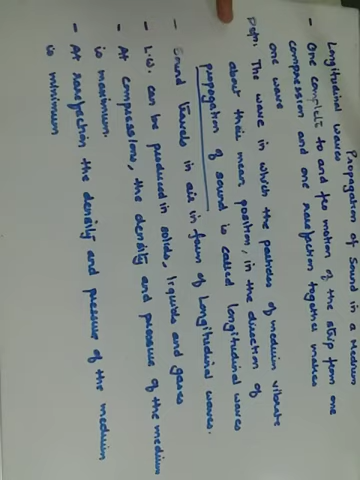 Propagation of Sound in a Medium
Longitudinal waves
- One complete to and fro motion of the strip from one
compression and one rarefaction together makes
one wave
Defn: The wave in which the particles of medium vibrate
about their mean position, in the direction of
propagation of sound is called longitudinal waves
- Sound travels in air in form of Longitudinal waves.
- L.W. can be produced in solids, liquids and gases
- At compressions, the density and pressure of the medium
is maximum.
- At rarefaction the density and pressure of the medium
is minimum